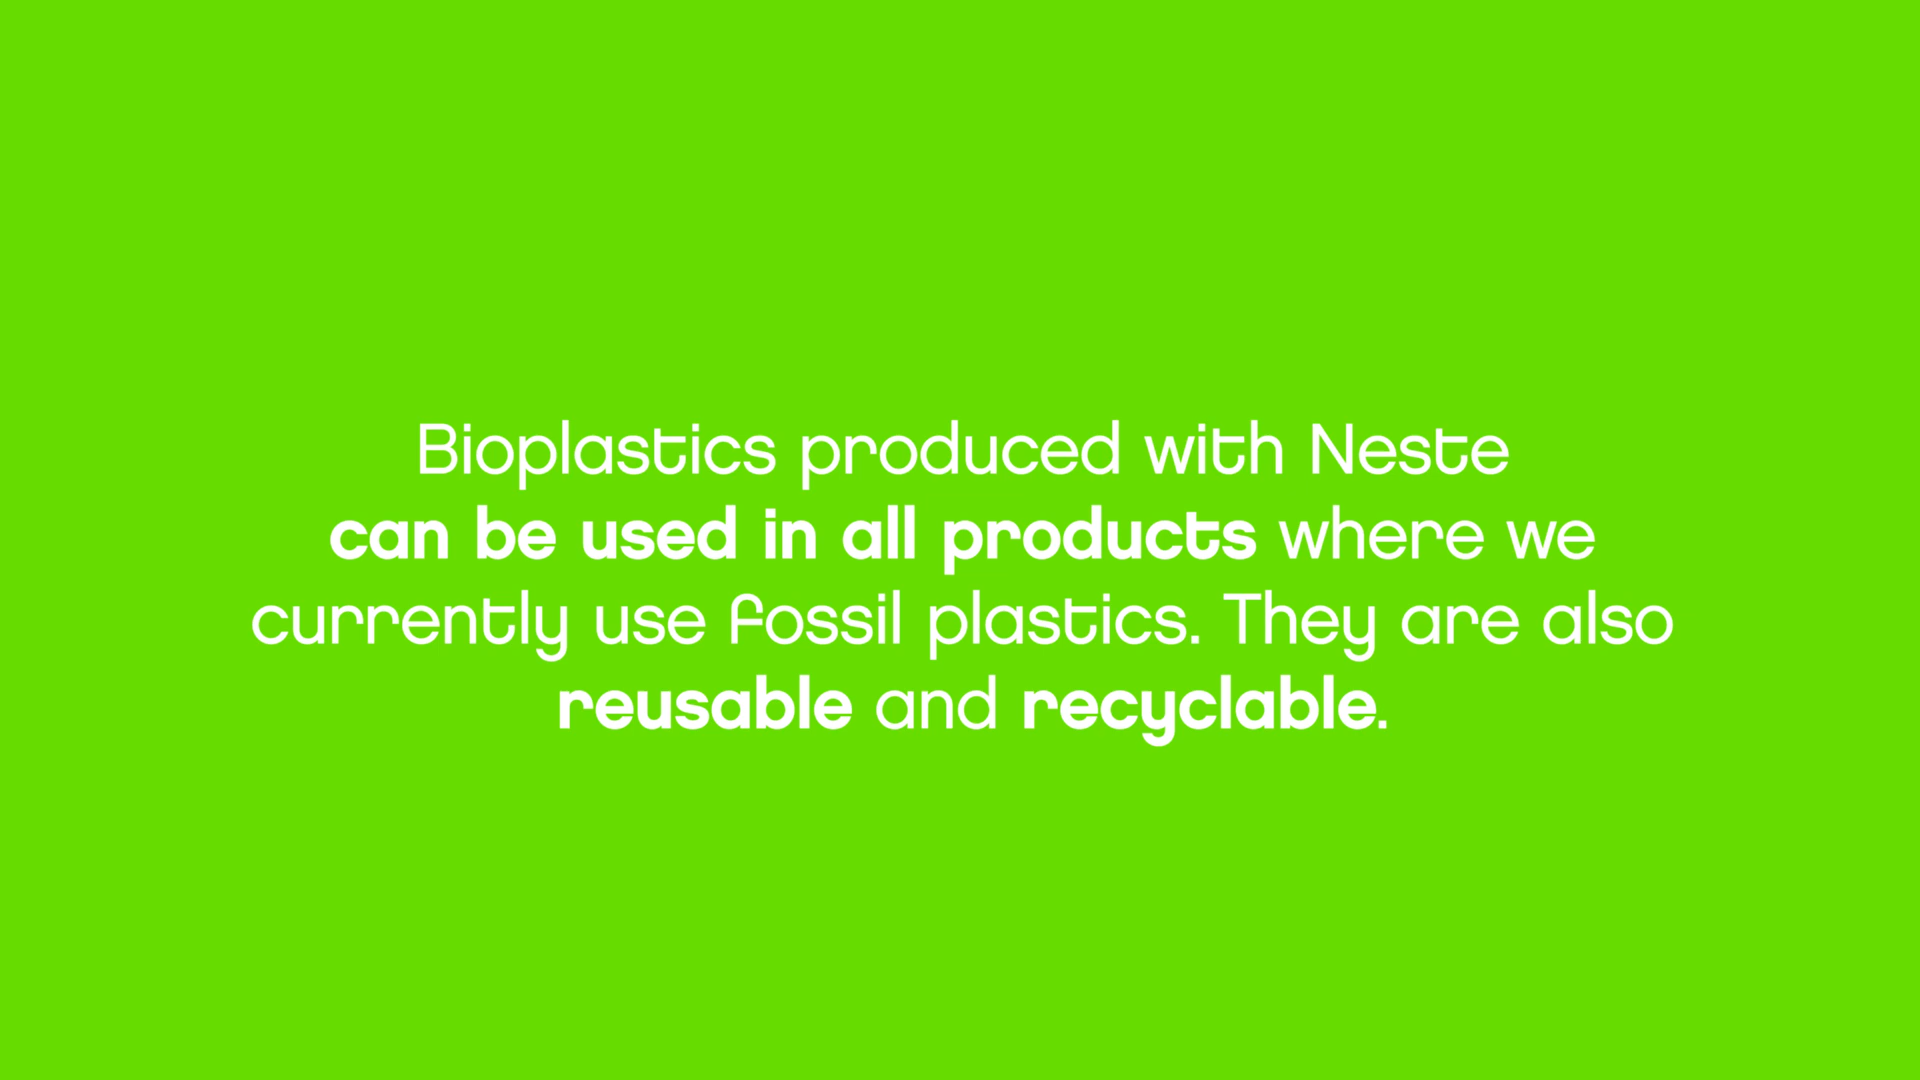 Bioplastics produced with Neste
can be used in all products where we
currently use fossil plastics. They are also
reusable and recyclable.